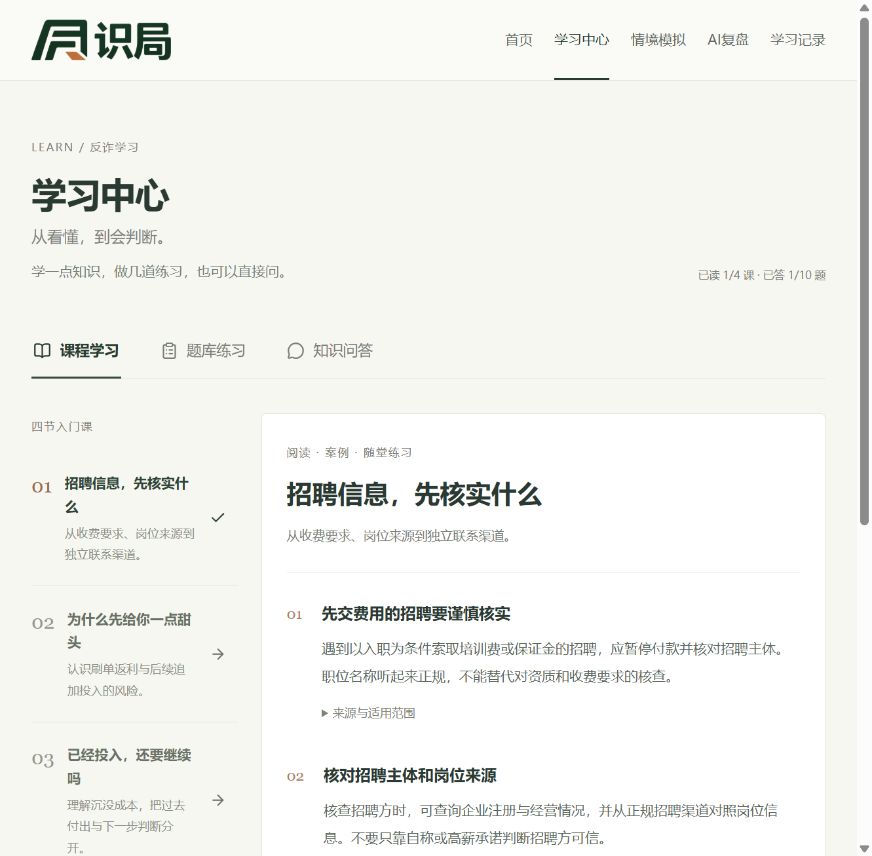 识局
首页 学习中心 情境模拟 AI复盘 学习记录
LEARN / 反诈学习
学习中心
从看懂，到会判断。
学一点知识，做几道练习，也可以直接问。
已读 1/4 课 · 已答 1/10 题
课程学习 题库练习 知识问答
四节入门课
01 招聘信息，先核实什
么
从收费要求、岗位来源到
独立联系渠道。
02 为什么先给你一点甜
头
认识刷单返利与后续追
加投入的风险。
03 已经投入，还要继续
吗
理解沉没成本，把过去
付出与下一步判断分
开。
阅读 · 案例 · 随堂练习
招聘信息，先核实什么
从收费要求、岗位来源到独立联系渠道。
01 先交费用的招聘要谨慎核实
遇到以入职为条件索取培训费或保证金的招聘，应暂停付款并核对招聘主体。
职位名称听起来正规，不能替代对资质和收费要求的核查。
来源与适用范围
02 核对招聘主体和岗位来源
核查招聘方时，可查询企业注册与经营情况，并从正规招聘渠道对照岗位信
息。不要只靠自称或高薪承诺判断招聘方可信。